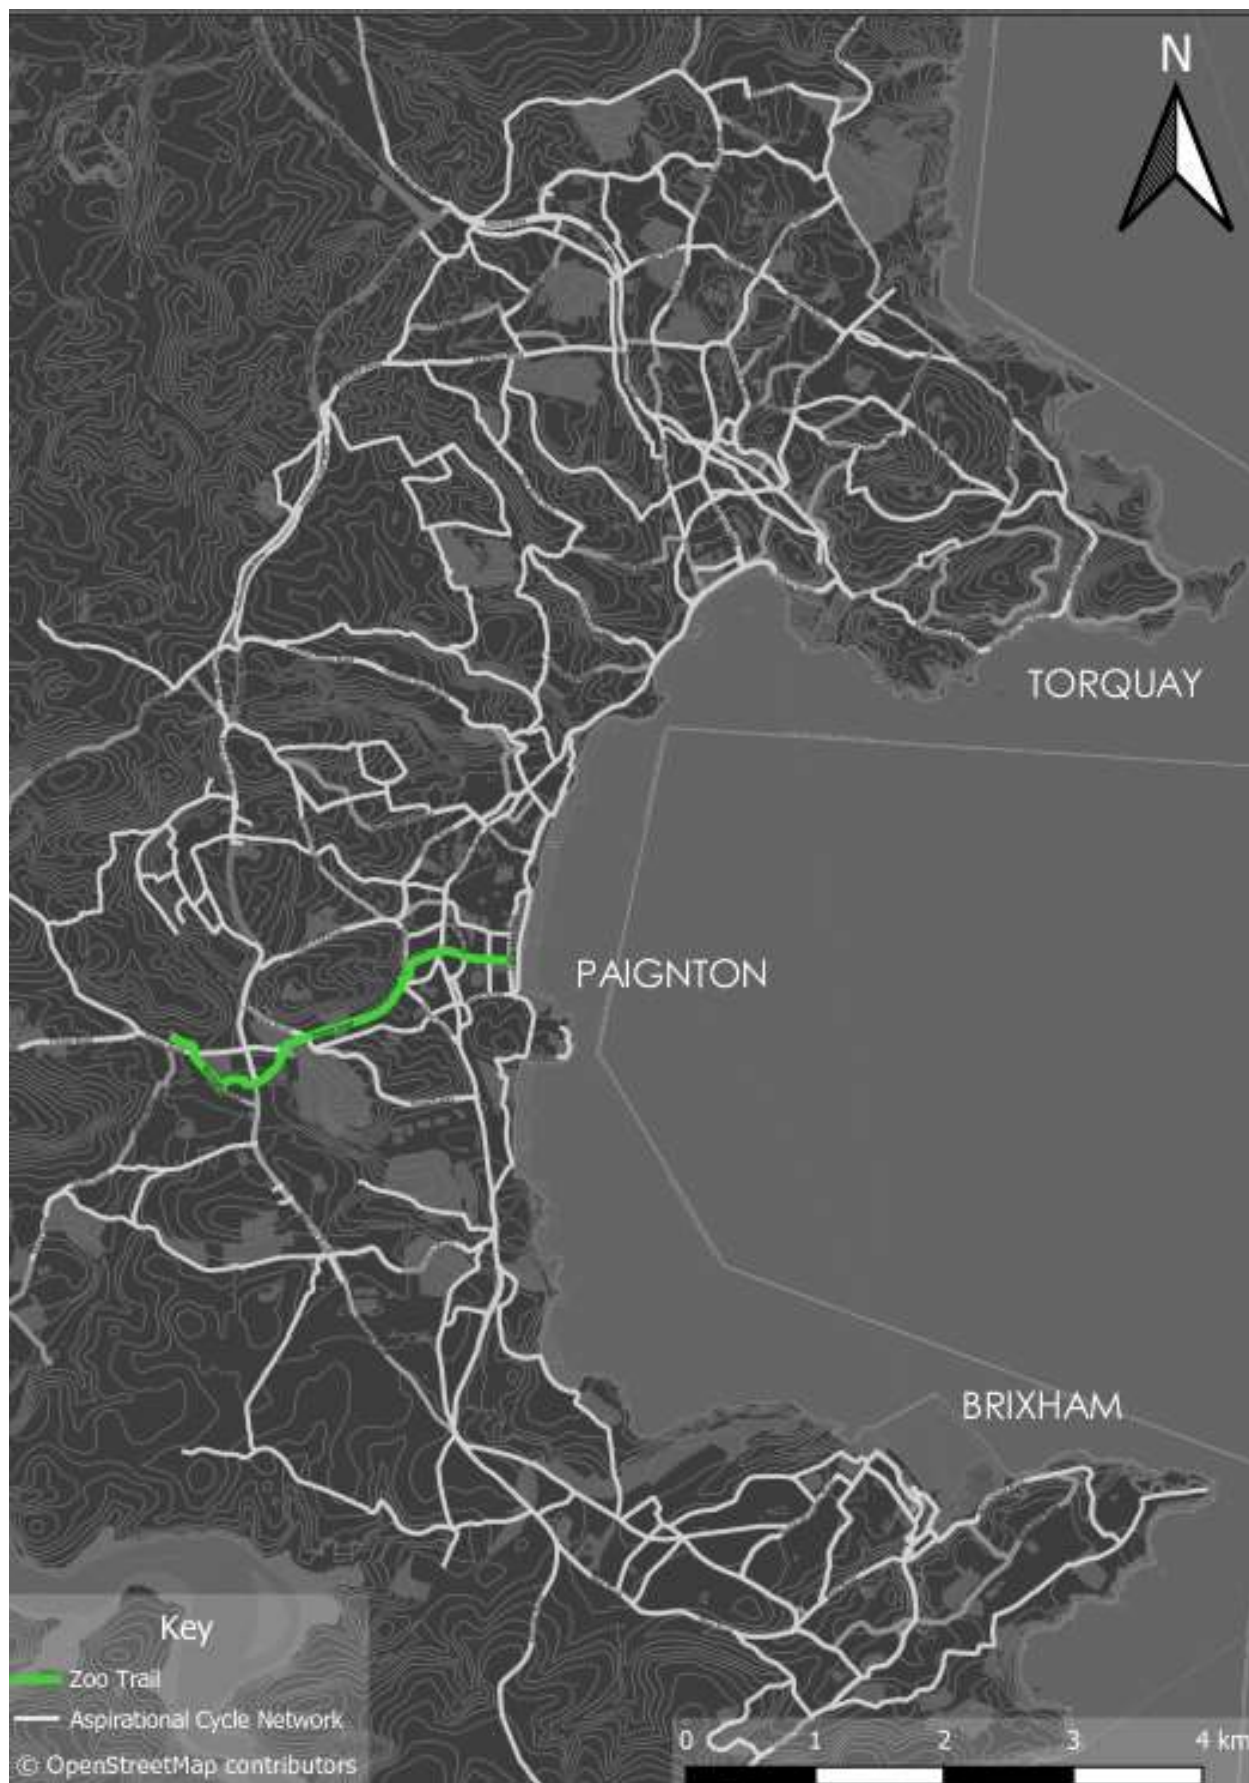 N
TORQUAY
PAIGNTON
BRIXHAM
Key
Zoo Trail
Aspirational Cycle Network
© OpenStreetMap contributors
0 1 2 3 4 km